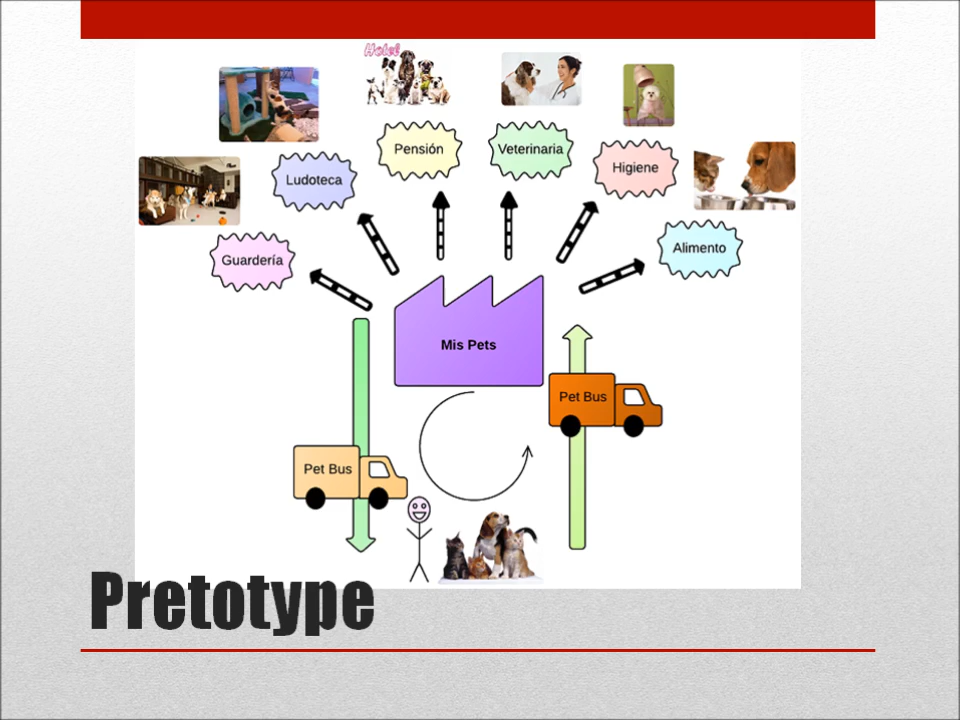 Hotel
Pensión
Veterinaria
Ludoteca
Higiene
Guardería
Alimento
Mis Pets
Pet Bus
Pet Bus
Pretotype